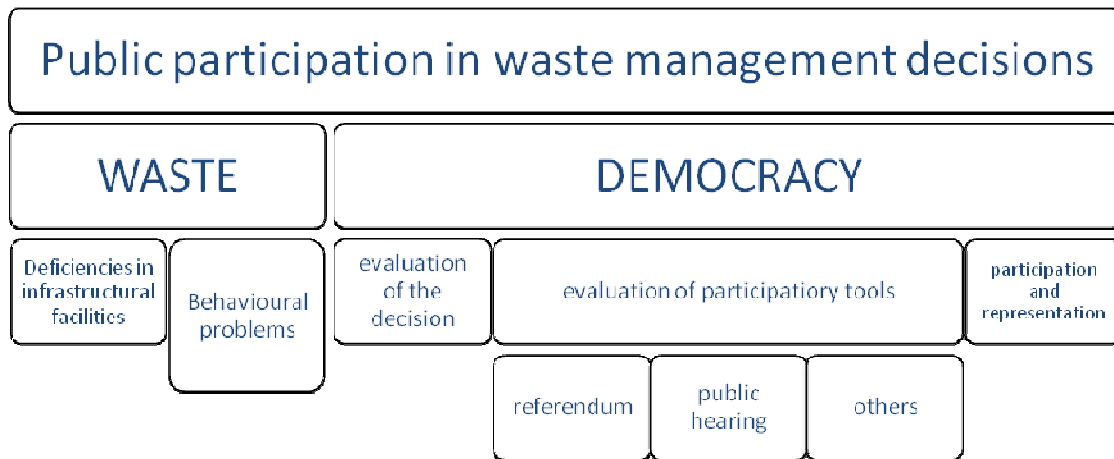 Public participation in waste management decisions
WASTE
DEMOCRACY
Deficiencies in
infrastructural
facilities
Behavioural
problems
evaluation
of the
decision
evaluation of participatiory tools
participation
and
representation
referendum
public
hearing
others